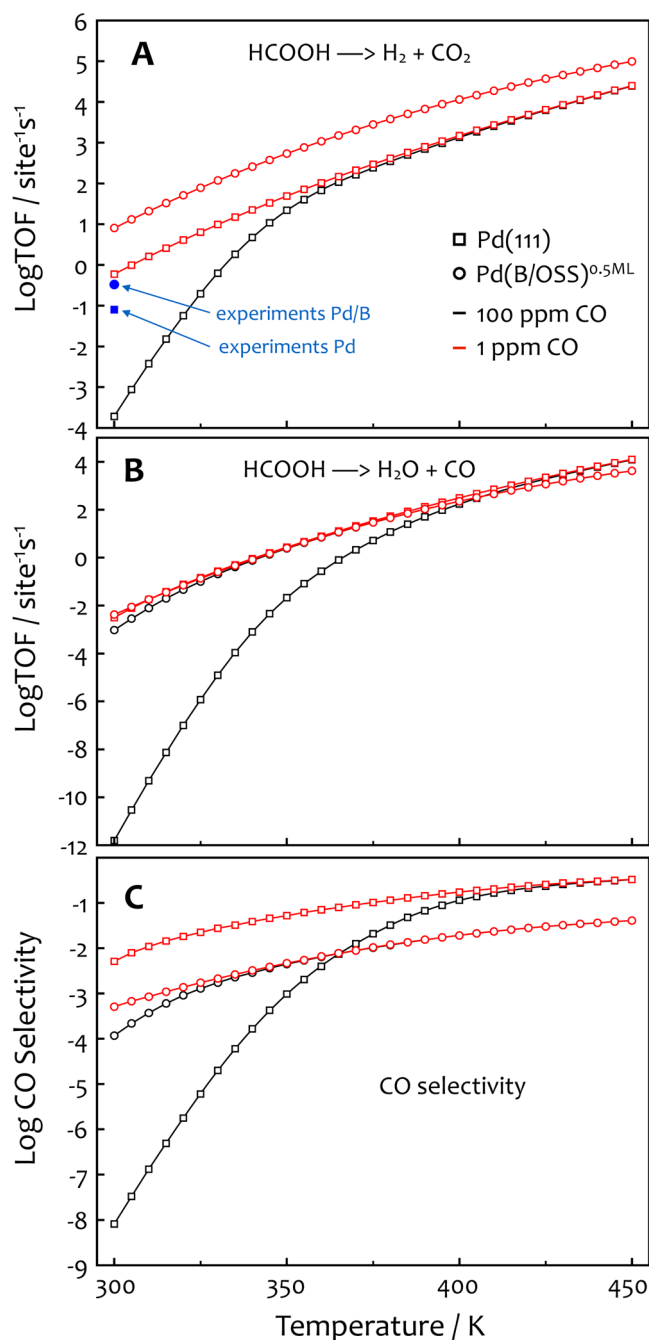 A
HCOOH —> H₂ + CO₂
LogTOF / site⁻¹s⁻¹
6
5
4
3
2
1
0
-1
-2
-3
-4
Pd(111)
Pd(B/OSS)^0.5ML
100 ppm CO
1 ppm CO
experiments Pd/B
experiments Pd
B
HCOOH —> H₂O + CO
LogTOF / site⁻¹s⁻¹
4
2
0
-2
-4
-6
-8
-10
-12
C
Log CO Selectivity
-1
-2
-3
-4
-5
-6
-7
-8
-9
CO selectivity
300 350 400 450
Temperature / K